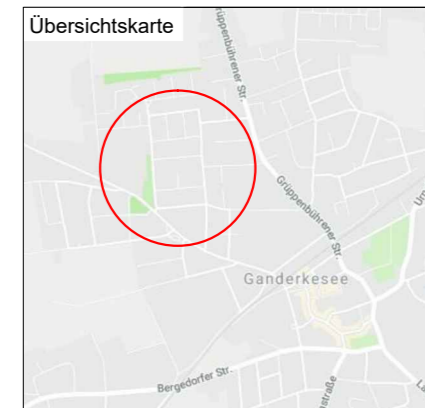 Übersichtskarte
Grüppenbührener Str.
Grüppenbührener Str.
Ganderkesee
Bergedorfer Str.